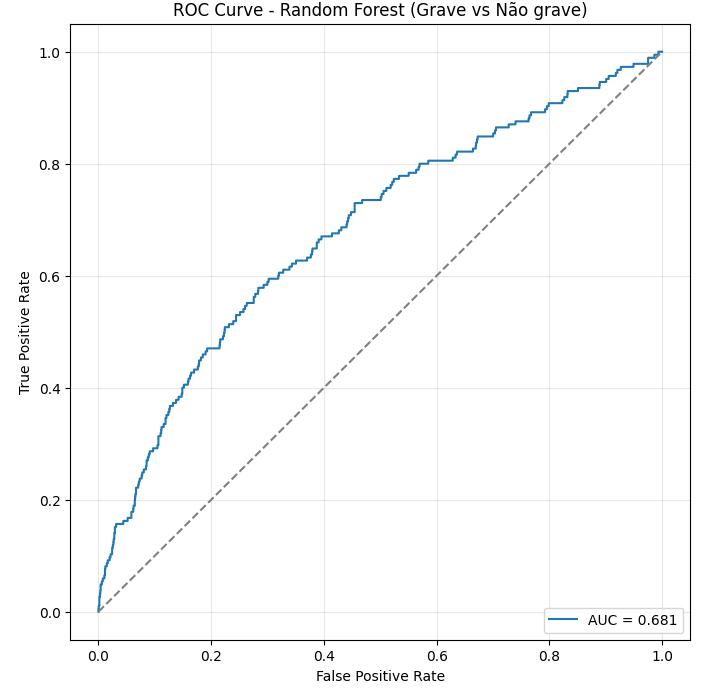 ROC Curve - Random Forest (Grave vs Não grave)
True Positive Rate
1.0
0.8
0.6
0.4
0.2
0.0
AUC = 0.681
0.0 0.2 0.4 0.6 0.8 1.0
False Positive Rate